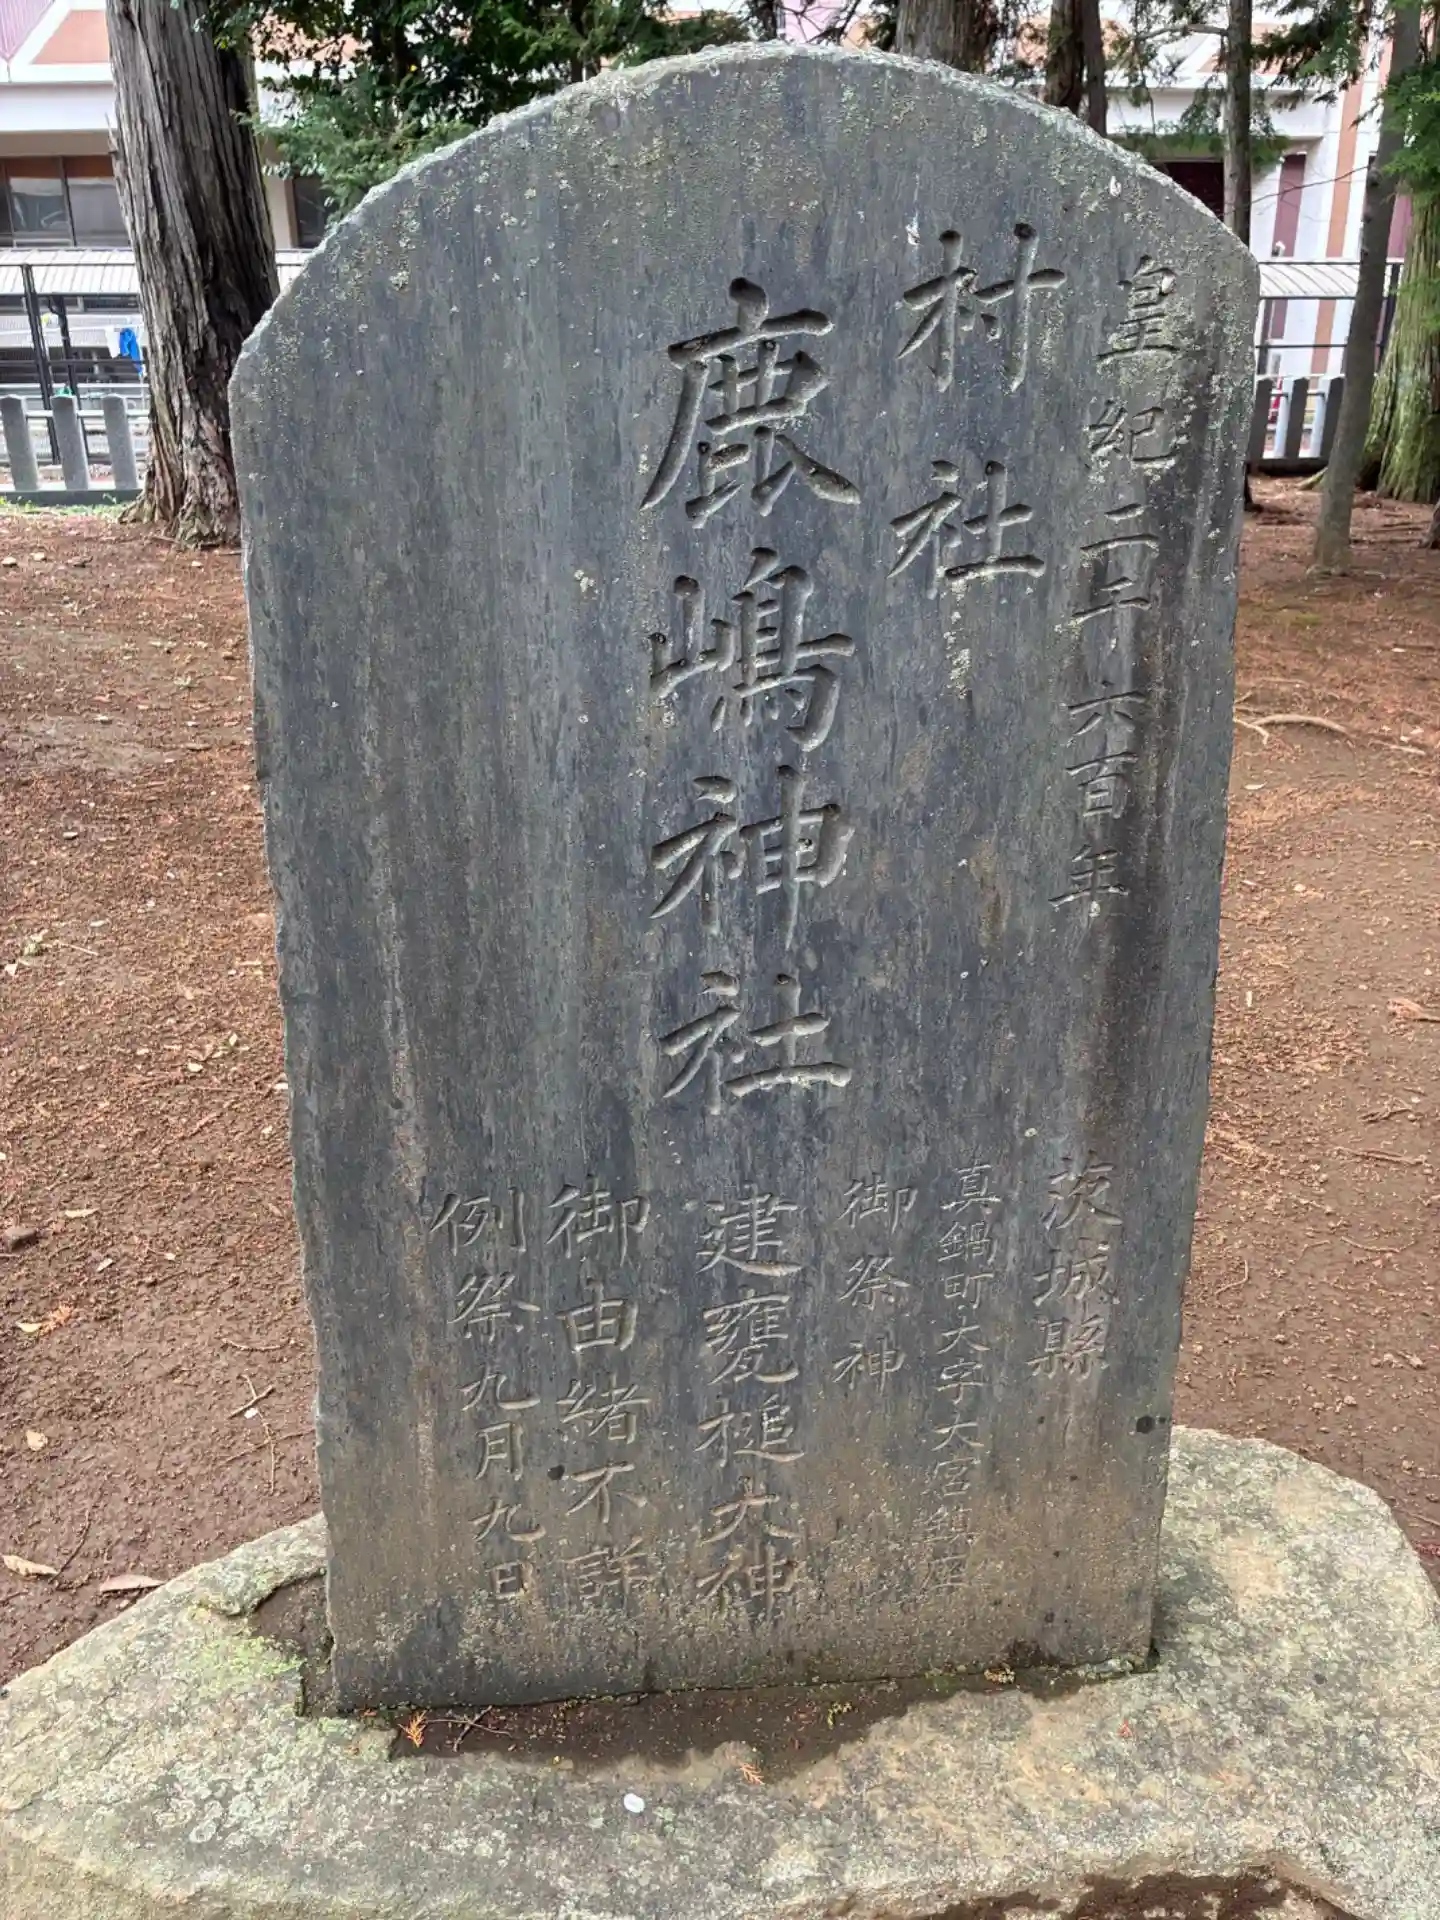 皇紀二千六百年
村社
鹿嶋神社
茨城縣
真鍋町大字大宮鎮座
御祭神
建甕槌大神
御由緒不詳
例祭九月九日